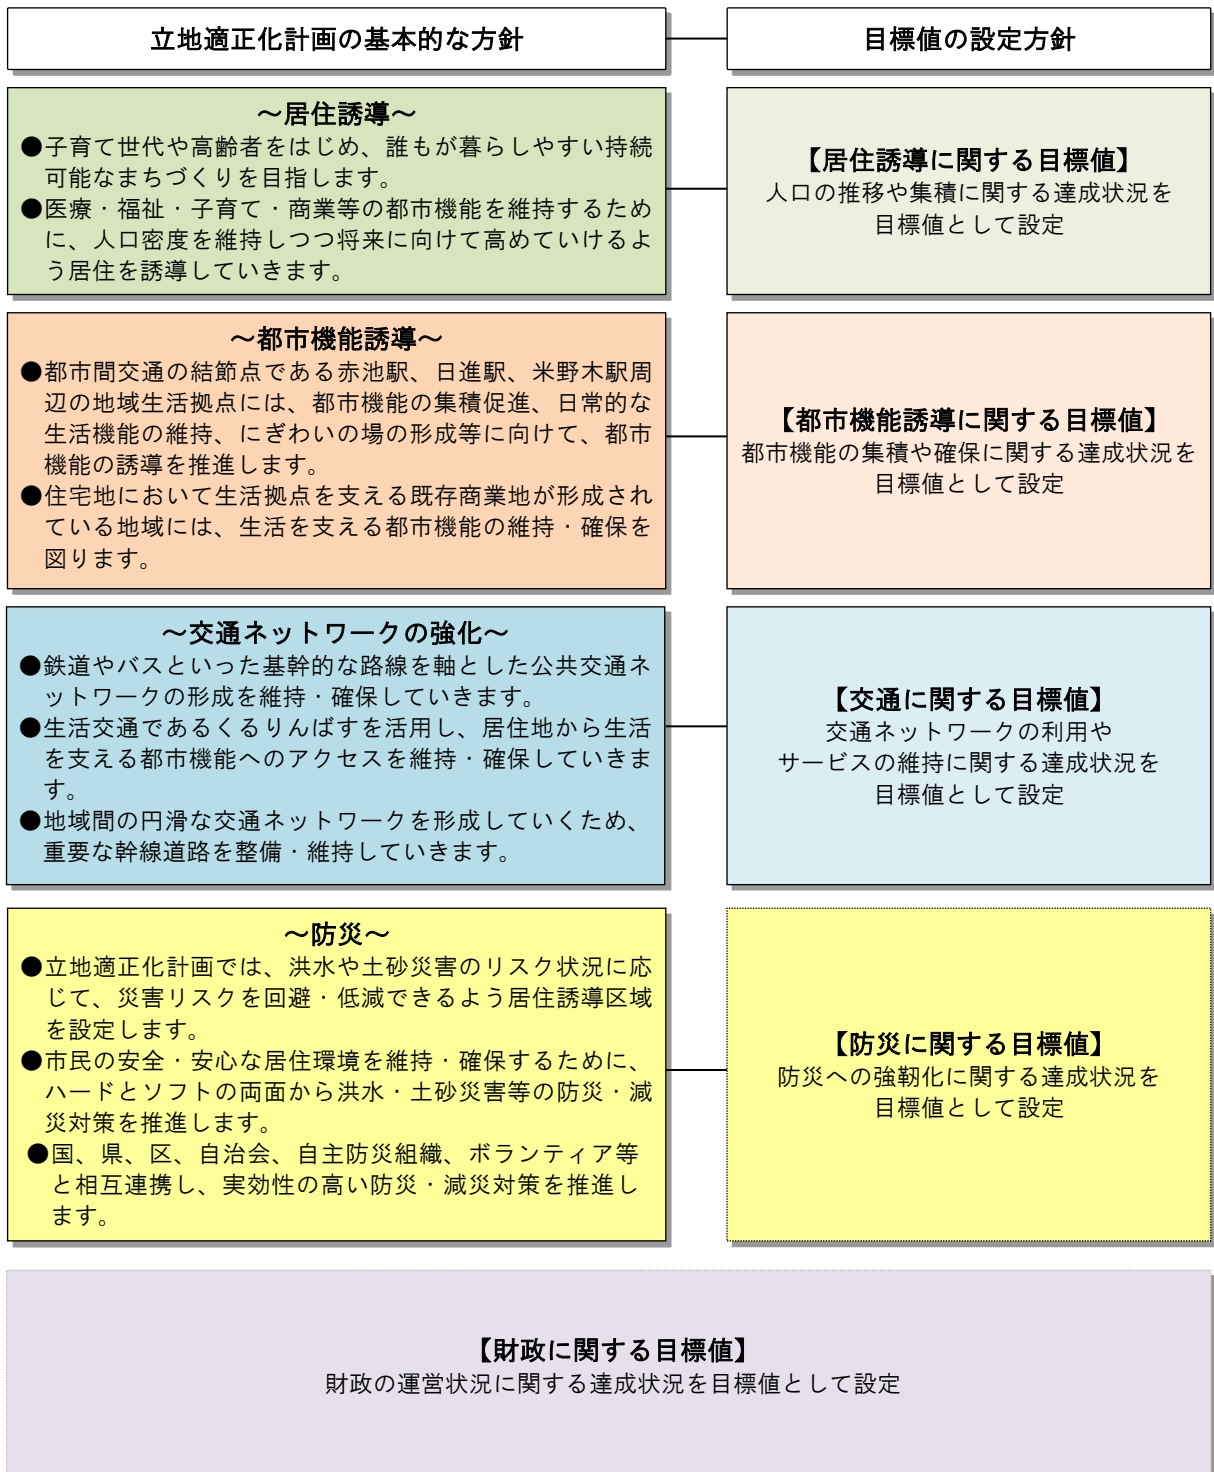 立地適正化計画の基本的な方針
目標値の設定方針
～居住誘導～
●子育て世代や高齢者をはじめ、誰もが暮らしやすい持続
可能なまちづくりを目指します。
●医療・福祉・子育て・商業等の都市機能を維持するため
に、人口密度を維持しつつ将来に向けて高めていけるよ
う居住を誘導していきます。
【居住誘導に関する目標値】
人口の推移や集積に関する達成状況を
目標値として設定
～都市機能誘導～
●都市間交通の結節点である赤池駅、日進駅、米野木駅周
辺の地域生活拠点には、都市機能の集積促進、日常的な
生活機能の維持、にぎわいの場の形成等に向けて、都市
機能の誘導を推進します。
●住宅地において生活拠点を支える既存商業地が形成され
ている地域には、生活を支える都市機能の維持・確保を
図ります。
【都市機能誘導に関する目標値】
都市機能の集積や確保に関する達成状況を
目標値として設定
～交通ネットワークの強化～
●鉄道やバスといった基幹的な路線を軸とした公共交通ネ
ットワークの形成を維持・確保していきます。
●生活交通であるくるりんばすを活用し、居住地から生活
を支える都市機能へのアクセスを維持・確保していきま
す。
●地域間の円滑な交通ネットワークを形成していくため、
重要な幹線道路を整備・維持していきます。
【交通に関する目標値】
交通ネットワークの利用や
サービスの維持に関する達成状況を
目標値として設定
～防災～
●立地適正化計画では、洪水や土砂災害のリスク状況に応
じて、災害リスクを回避・低減できるよう居住誘導区域
を設定します。
●市民の安全・安心な居住環境を維持・確保するために、
ハードとソフトの両面から洪水・土砂災害等の防災・減
災対策を推進します。
●国、県、区、自治会、自主防災組織、ボランティア等
と相互連携し、実効性の高い防災・減災対策を推進し
ます。
【防災に関する目標値】
防災への強靭化に関する達成状況を
目標値として設定
【財政に関する目標値】
財政の運営状況に関する達成状況を目標値として設定